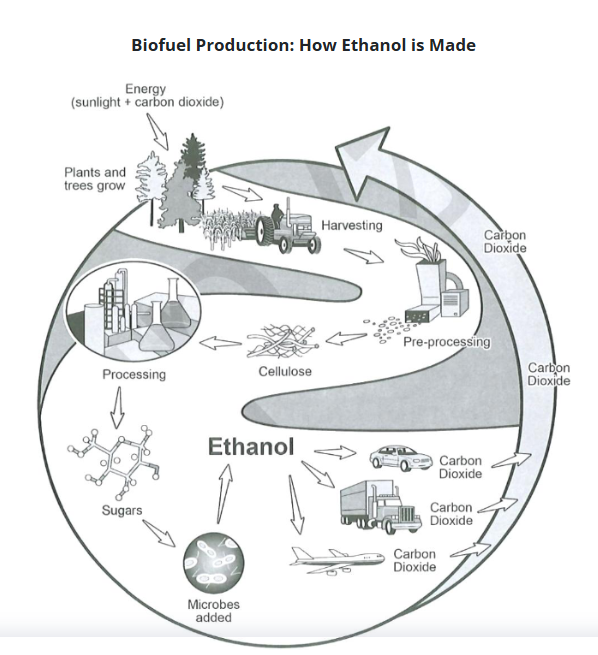 Biofuel Production: How Ethanol is Made
Energy
(sunlight + carbon dioxide)
Plants and
trees grow
Harvesting
Carbon
Dioxide
Pre-processing
Cellulose
Processing
Carbon
Dioxide
Ethanol
Carbon
Dioxide
Sugars
Carbon
Dioxide
Carbon
Dioxide
Microbes
added